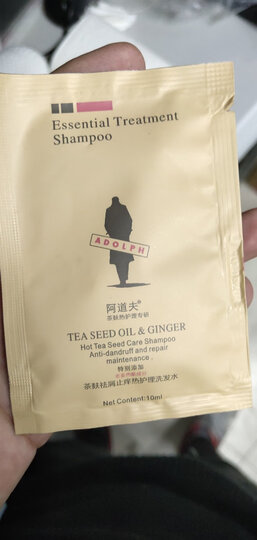 Essential Treatment
Shampoo
ADOLPH
阿道夫®
茶麸热护理专研
TEA SEED OIL & GINGER
Hot Tea Seed Care Shampoo
Anti-dandruff and repair
maintenance.
特别添加
茶麸祛屑止痒热护理洗发水
Net Content:10ml